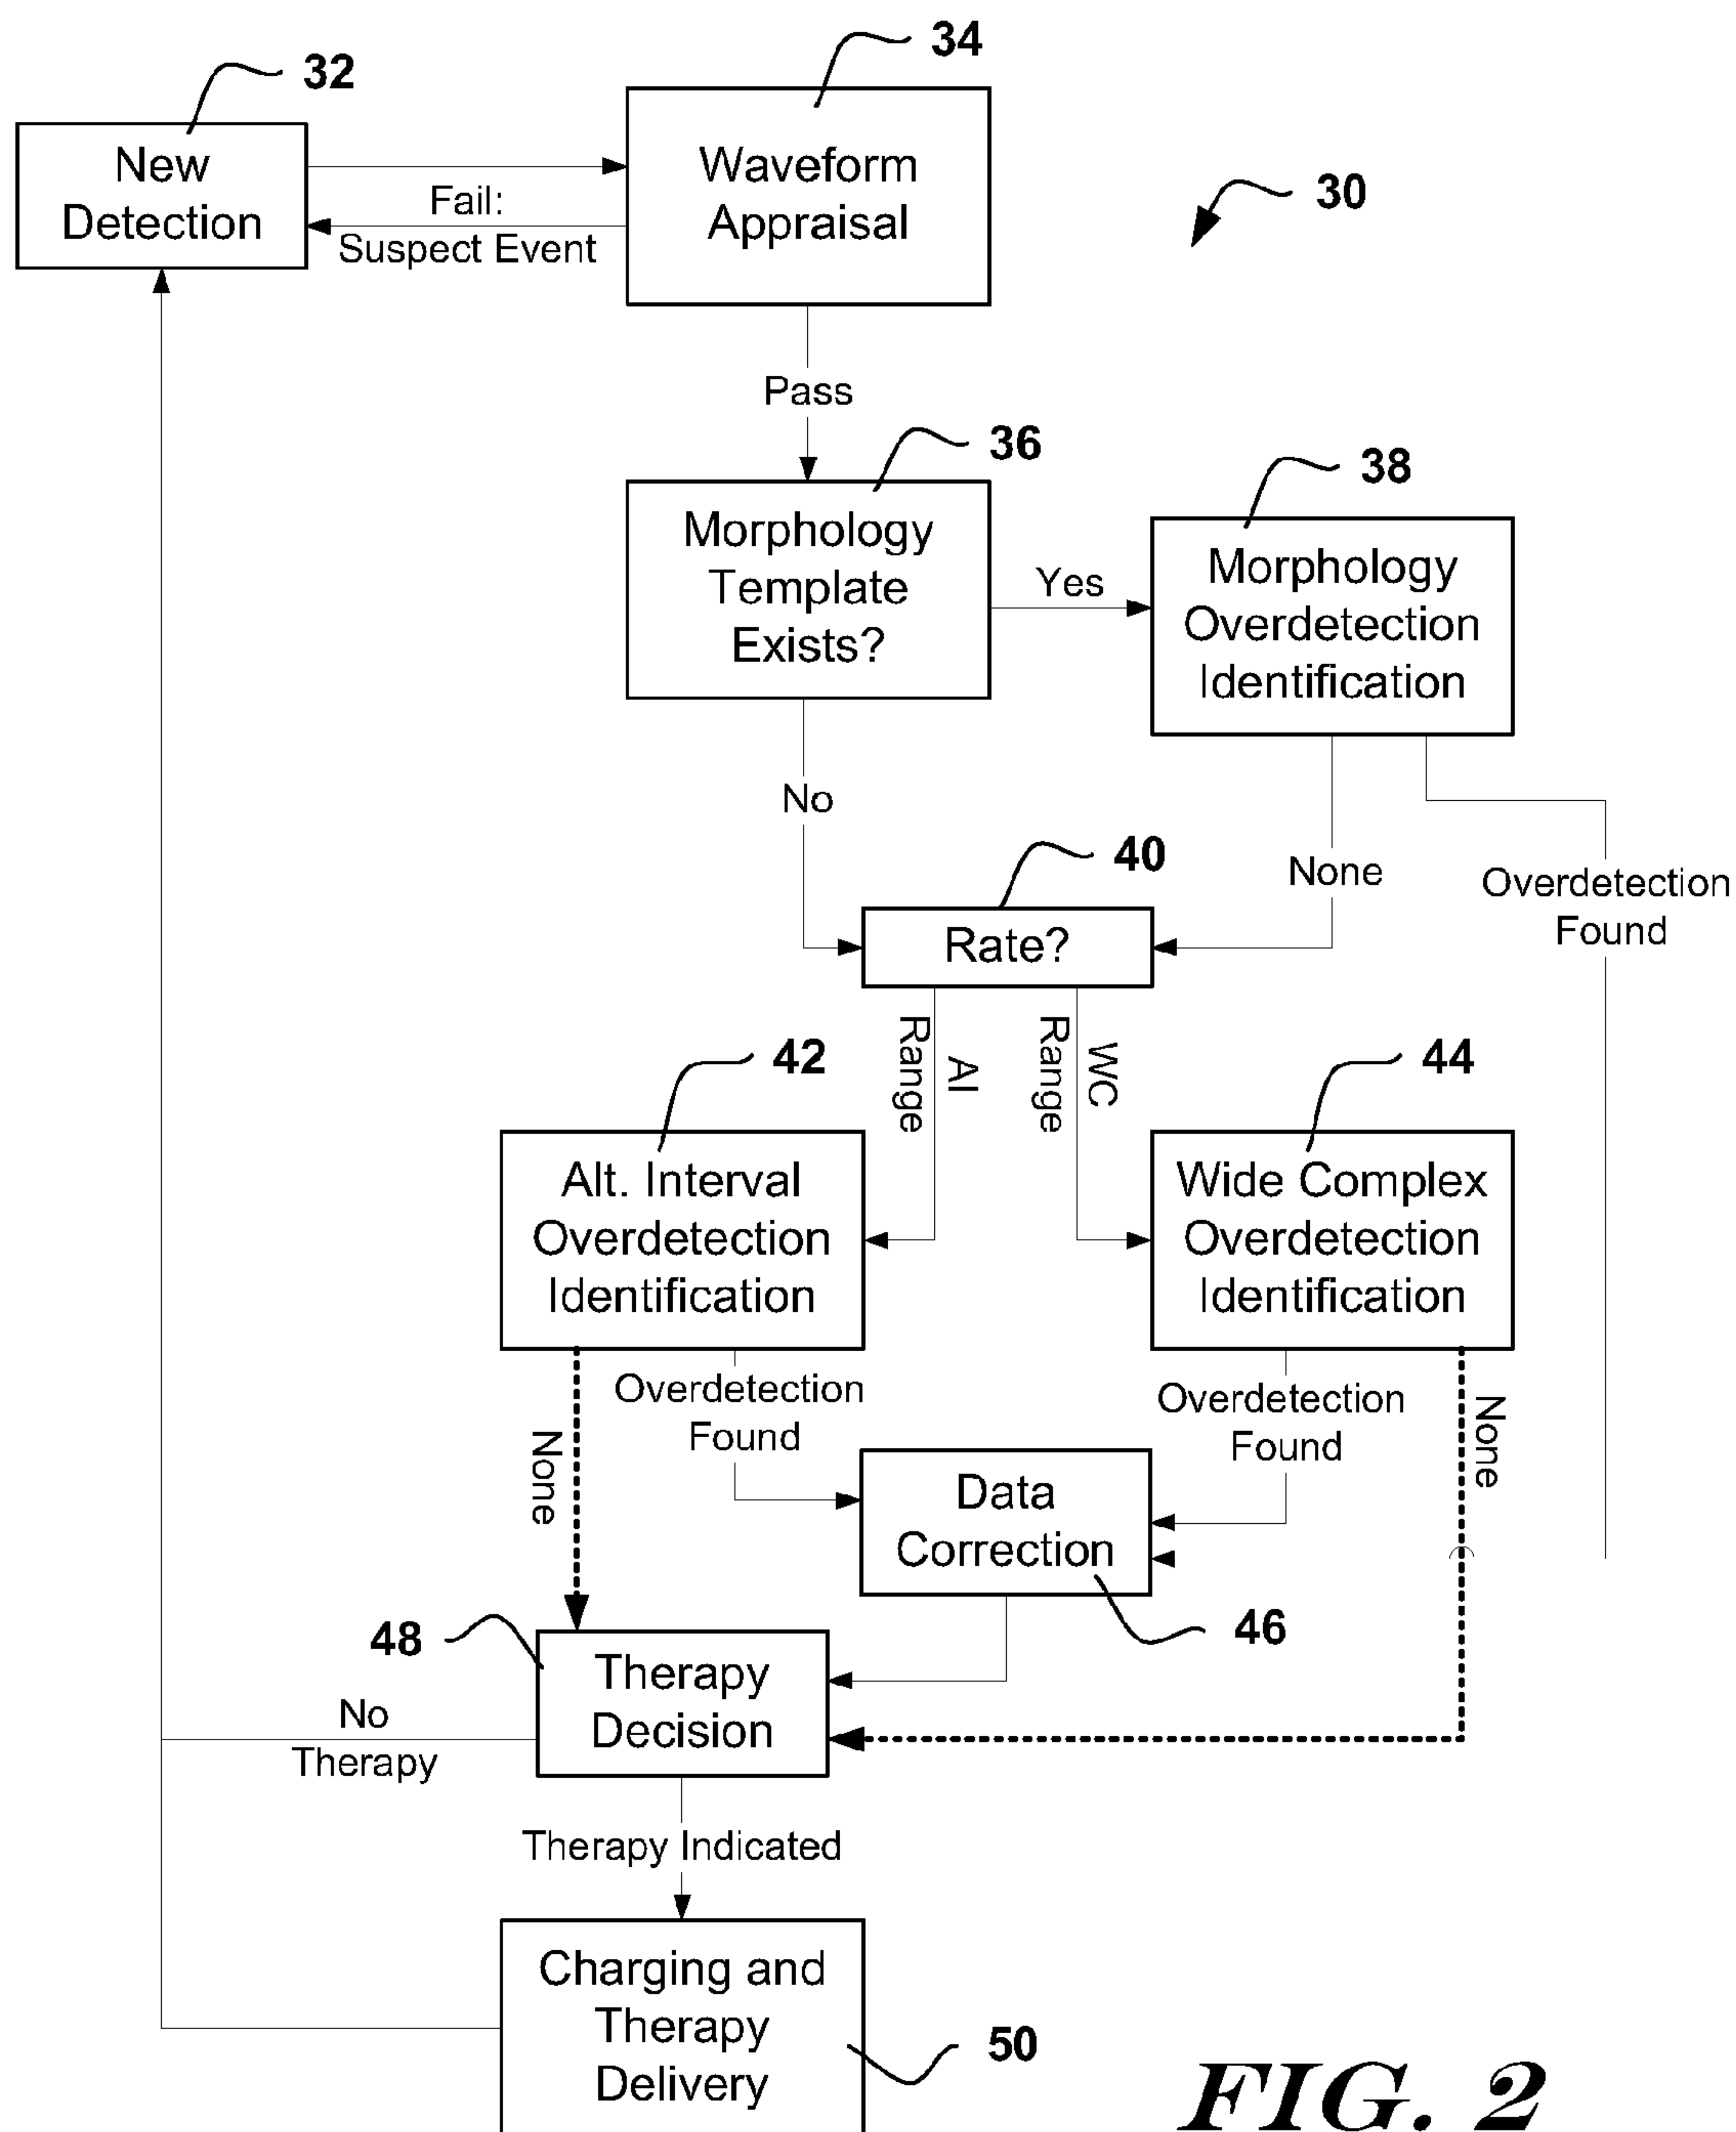 34
32
New
Detection
Waveform
Appraisal
Fail:
Suspect Event
30
Pass
36
38
Morphology
Template
Exists?
Yes
Morphology
Overdetection
Identification
No
40
None
Overdetection
Found
Rate?
AI
Range
WC
Range
42
44
Alt. Interval
Overdetection
Identification
Wide Complex
Overdetection
Identification
None
Overdetection
Found
Overdetection
Found
None
Data
Correction
46
48
Therapy
Decision
No
Therapy
Therapy Indicated
Charging and
Therapy
Delivery
50
FIG. 2